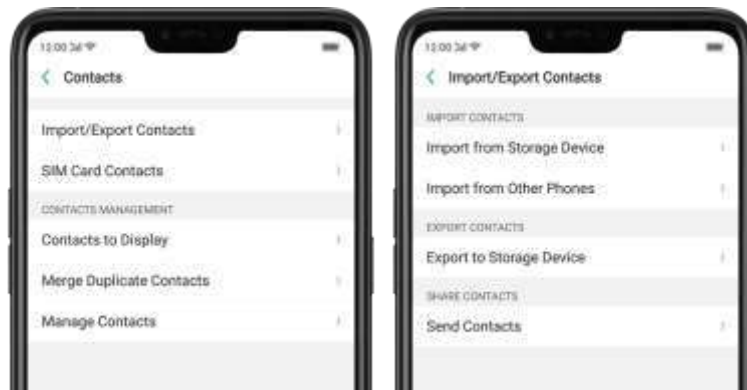 12:00
Contacts
Import/Export Contacts
SIM Card Contacts
CONTACTS MANAGEMENT
Contacts to Display
Merge Duplicate Contacts
Manage Contacts
12:00
Import/Export Contacts
IMPORT CONTACTS
Import from Storage Device
Import from Other Phones
EXPORT CONTACTS
Export to Storage Device
SHARE CONTACTS
Send Contacts